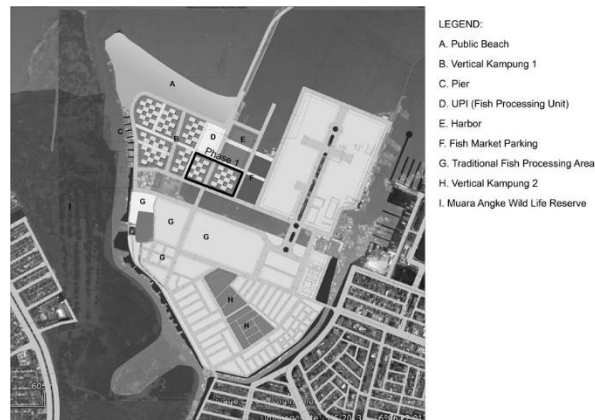 LEGEND:
A. Public Beach
B. Vertical Kampung 1
C. Pier
D. UPI (Fish Processing Unit)
E. Harbor
F. Fish Market Parking
G. Traditional Fish Processing Area
H. Vertical Kampung 2
I. Muara Angke Wild Life Reserve
A
C
B
D
E
Phase 1
F
G
G
G
I
G
H
H